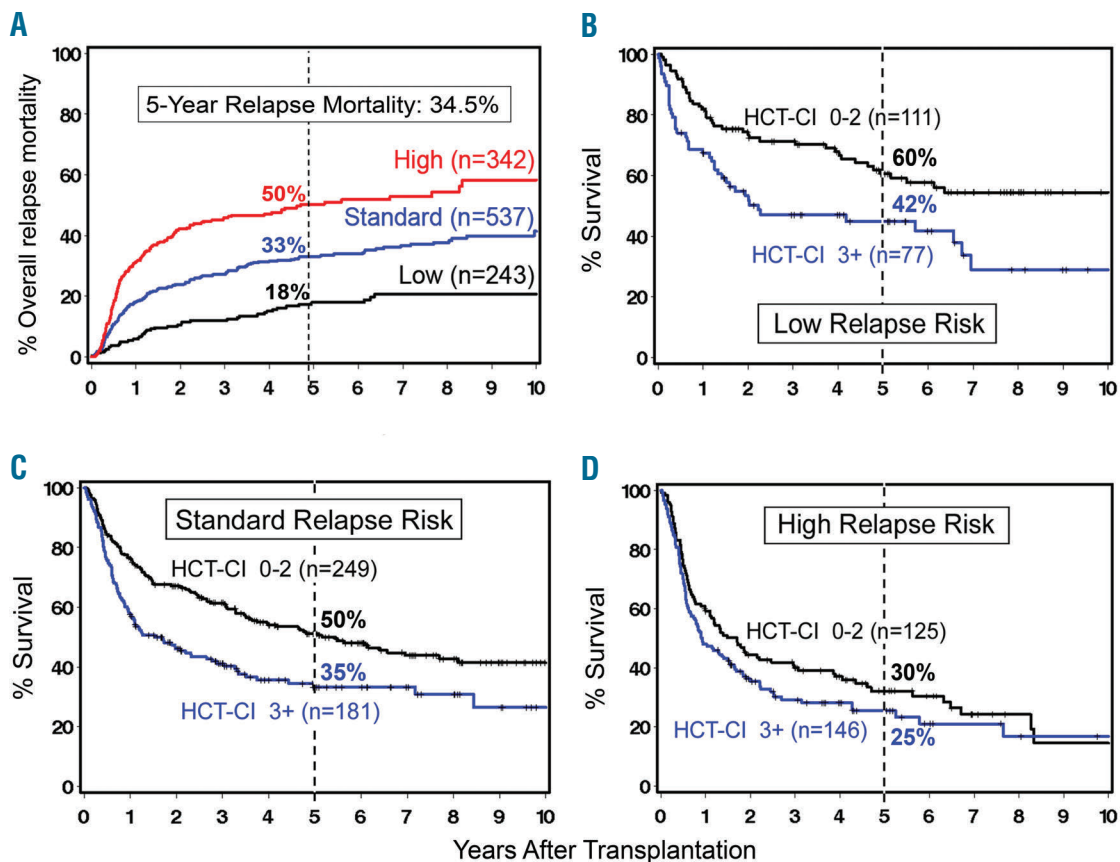 A
% Overall relapse mortality
100
80
60
40
20
0
5-Year Relapse Mortality: 34.5%
High (n=342)
50%
Standard (n=537)
33%
Low (n=243)
18%
0 1 2 3 4 5 6 7 8 9 10
B
% Survival
100
80
60
40
20
0
HCT-CI 0-2 (n=111)
60%
42%
HCT-CI 3+ (n=77)
Low Relapse Risk
0 1 2 3 4 5 6 7 8 9 10
C
% Survival
100
80
60
40
20
0
Standard Relapse Risk
HCT-CI 0-2 (n=249)
50%
35%
HCT-CI 3+ (n=181)
0 1 2 3 4 5 6 7 8 9 10
D
% Survival
100
80
60
40
20
0
High Relapse Risk
HCT-CI 0-2 (n=125)
30%
HCT-CI 3+ (n=146)
25%
0 1 2 3 4 5 6 7 8 9 10
Years After Transplantation